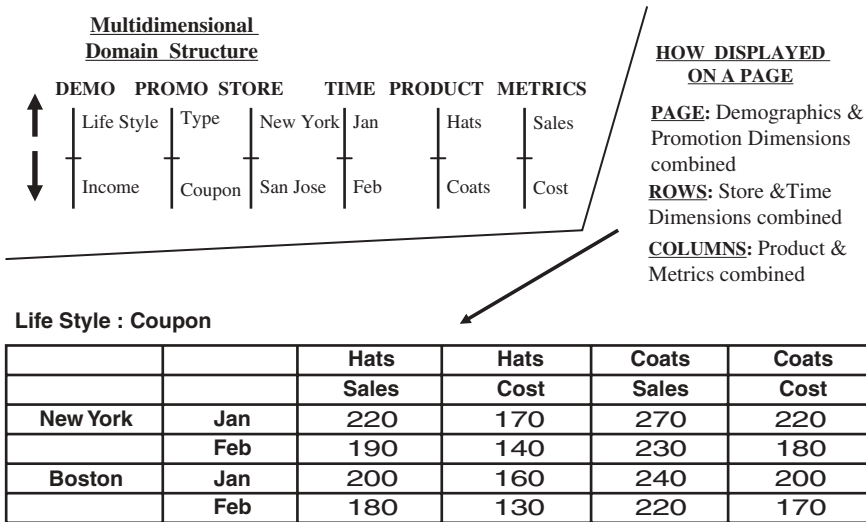 Multidimensional
Domain Structure
DEMO PROMO STORE TIME PRODUCT METRICS
Life Style Type New York Jan Hats Sales
Income Coupon San Jose Feb Coats Cost
HOW DISPLAYED
ON A PAGE
PAGE: Demographics &
Promotion Dimensions
combined
ROWS: Store &Time
Dimensions combined
COLUMNS: Product &
Metrics combined
Life Style : Coupon
Hats Hats Coats Coats
Sales Cost Sales Cost
New York Jan 220 170 270 220
Feb 190 140 230 180
Boston Jan 200 160 240 200
Feb 180 130 220 170